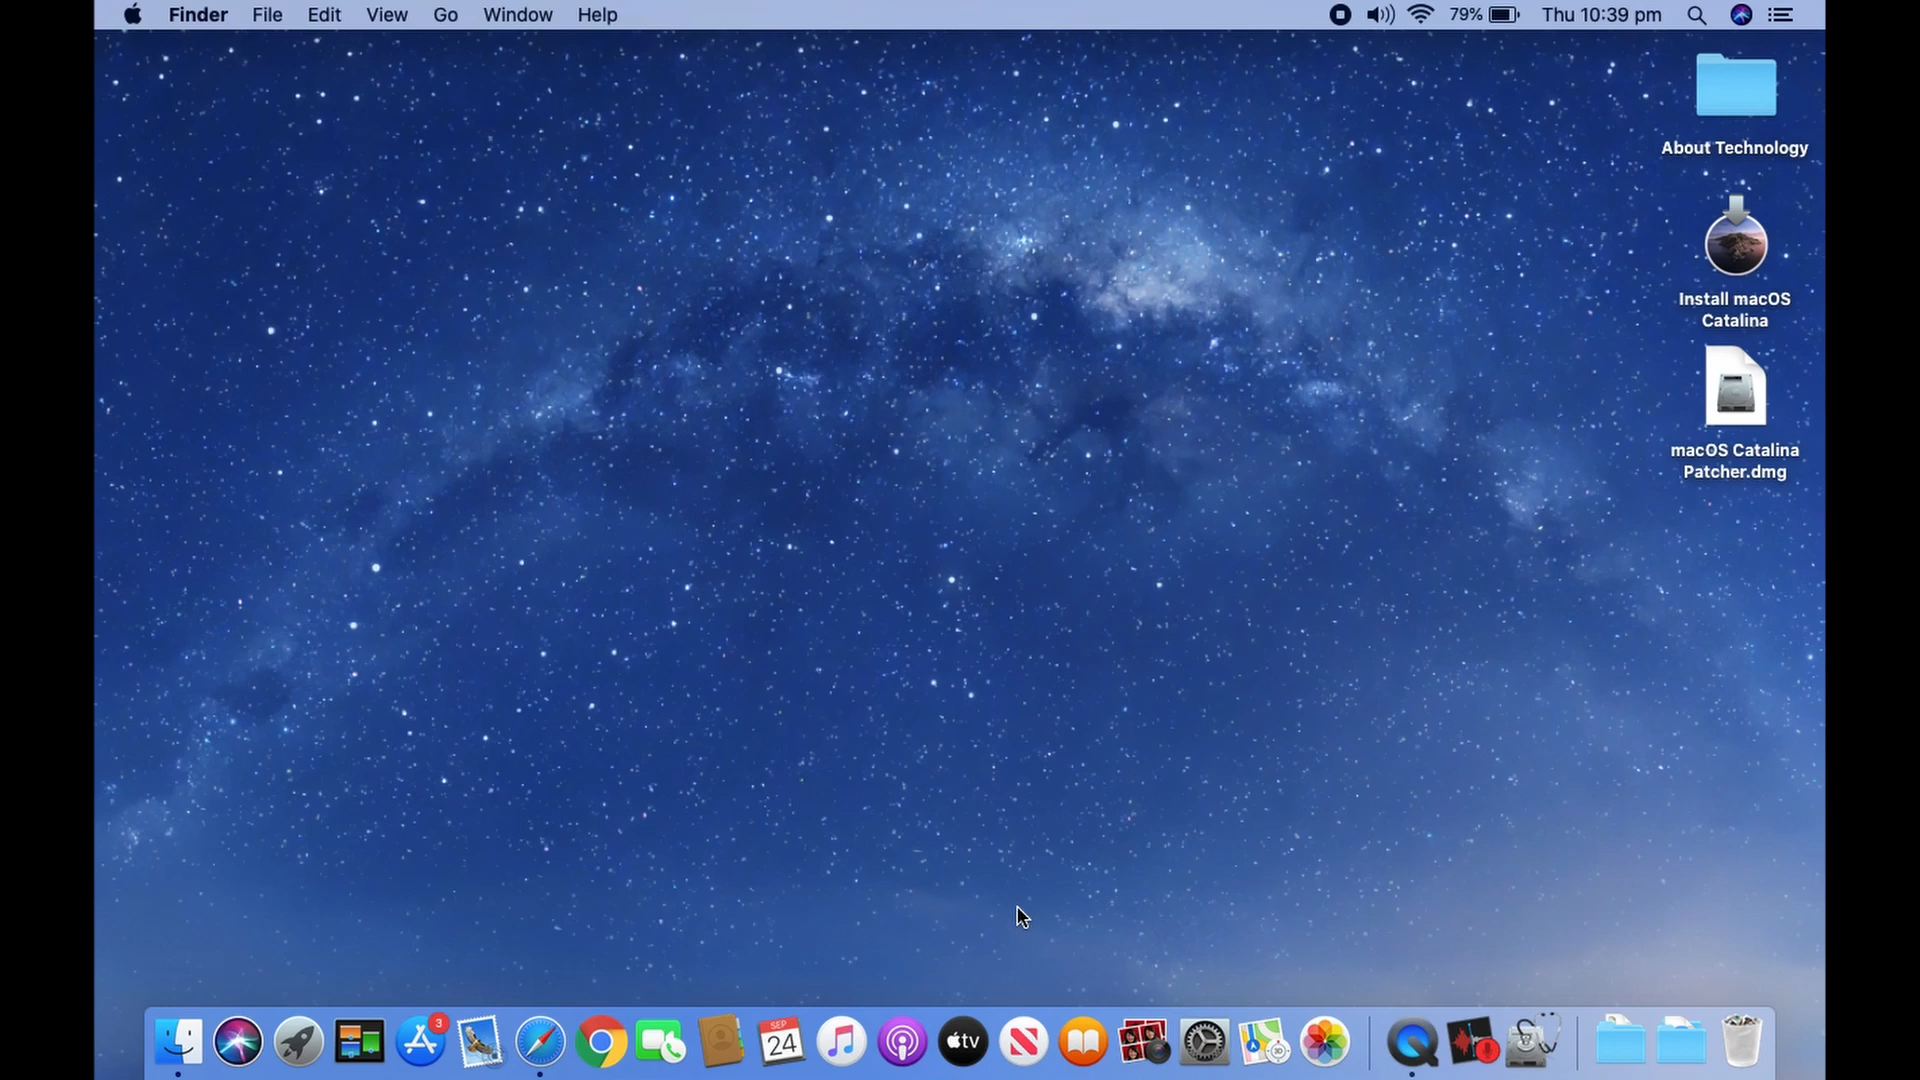 Finder File Edit View Go Window Help 79% Thu 10:39 pm
About Technology
Install macOS
Catalina
macOS Catalina
Patcher.dmg
3
SEP
24
tv